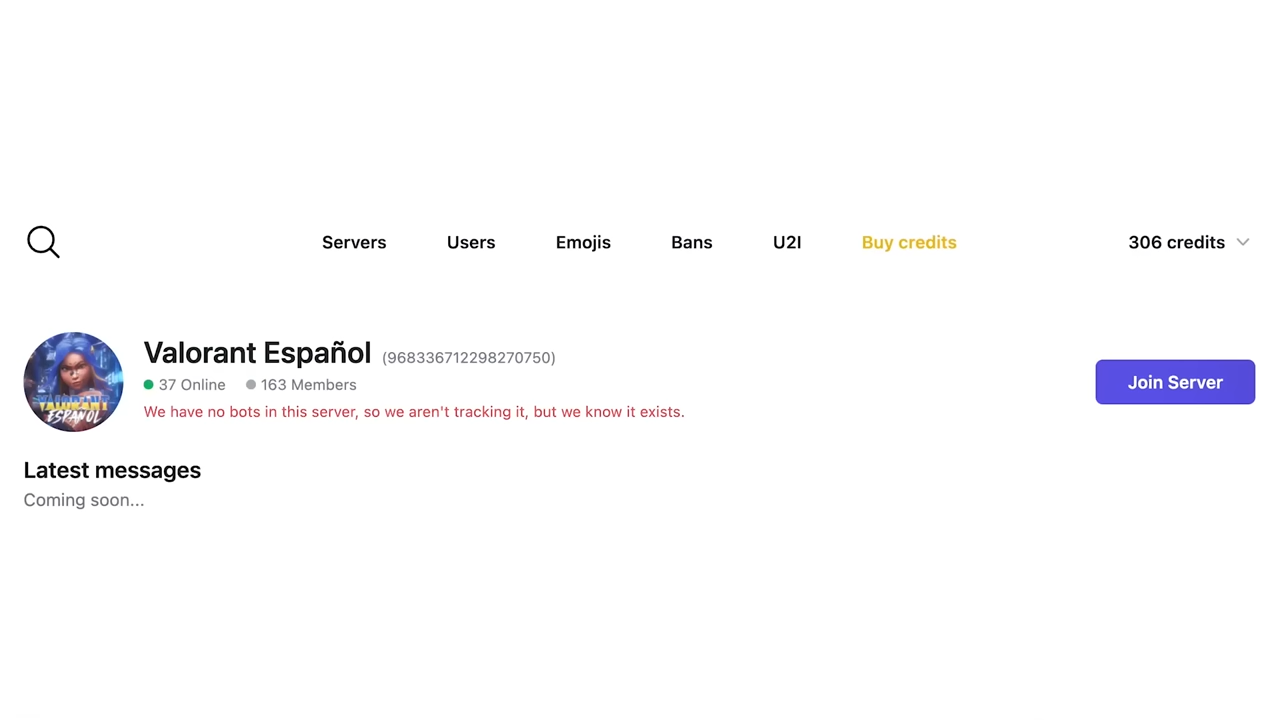 Servers Users Emojis Bans U2I Buy credits 306 credits
Valorant Español (968336712298270750)
37 Online 163 Members
We have no bots in this server, so we aren't tracking it, but we know it exists.
Join Server
VALORANT
ESPAÑOL
Latest messages
Coming soon...